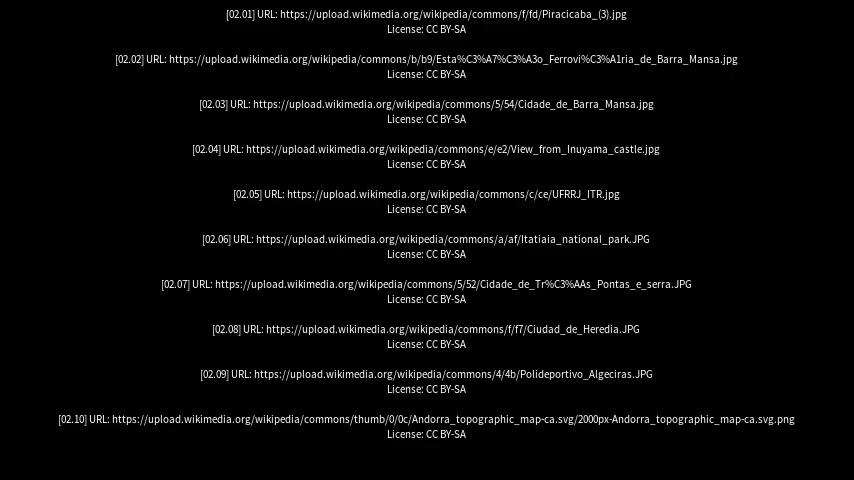 [02.01] URL: https://upload.wikimedia.org/wikipedia/commons/f/fd/Piracicaba_(3).jpg
License: CC BY-SA
[02.02] URL: https://upload.wikimedia.org/wikipedia/commons/b/b9/Esta%C3%A7%C3%A3o_Ferrovi%C3%A1ria_de_Barra_Mansa.jpg
License: CC BY-SA
[02.03] URL: https://upload.wikimedia.org/wikipedia/commons/5/54/Cidade_de_Barra_Mansa.jpg
License: CC BY-SA
[02.04] URL: https://upload.wikimedia.org/wikipedia/commons/e/e2/View_from_Inuyama_castle.jpg
License: CC BY-SA
[02.05] URL: https://upload.wikimedia.org/wikipedia/commons/c/ce/UFRRJ_ITR.jpg
License: CC BY-SA
[02.06] URL: https://upload.wikimedia.org/wikipedia/commons/a/af/Itatiaia_national_park.JPG
License: CC BY-SA
[02.07] URL: https://upload.wikimedia.org/wikipedia/commons/5/52/Cidade_de_Tr%C3%AAs_Pontas_e_serra.JPG
License: CC BY-SA
[02.08] URL: https://upload.wikimedia.org/wikipedia/commons/f/f7/Ciudad_de_Heredia.JPG
License: CC BY-SA
[02.09] URL: https://upload.wikimedia.org/wikipedia/commons/4/4b/Polideportivo_Algeciras.JPG
License: CC BY-SA
[02.10] URL: https://upload.wikimedia.org/wikipedia/commons/thumb/0/0c/Andorra_topographic_map-ca.svg/2000px-Andorra_topographic_map-ca.svg.png
License: CC BY-SA